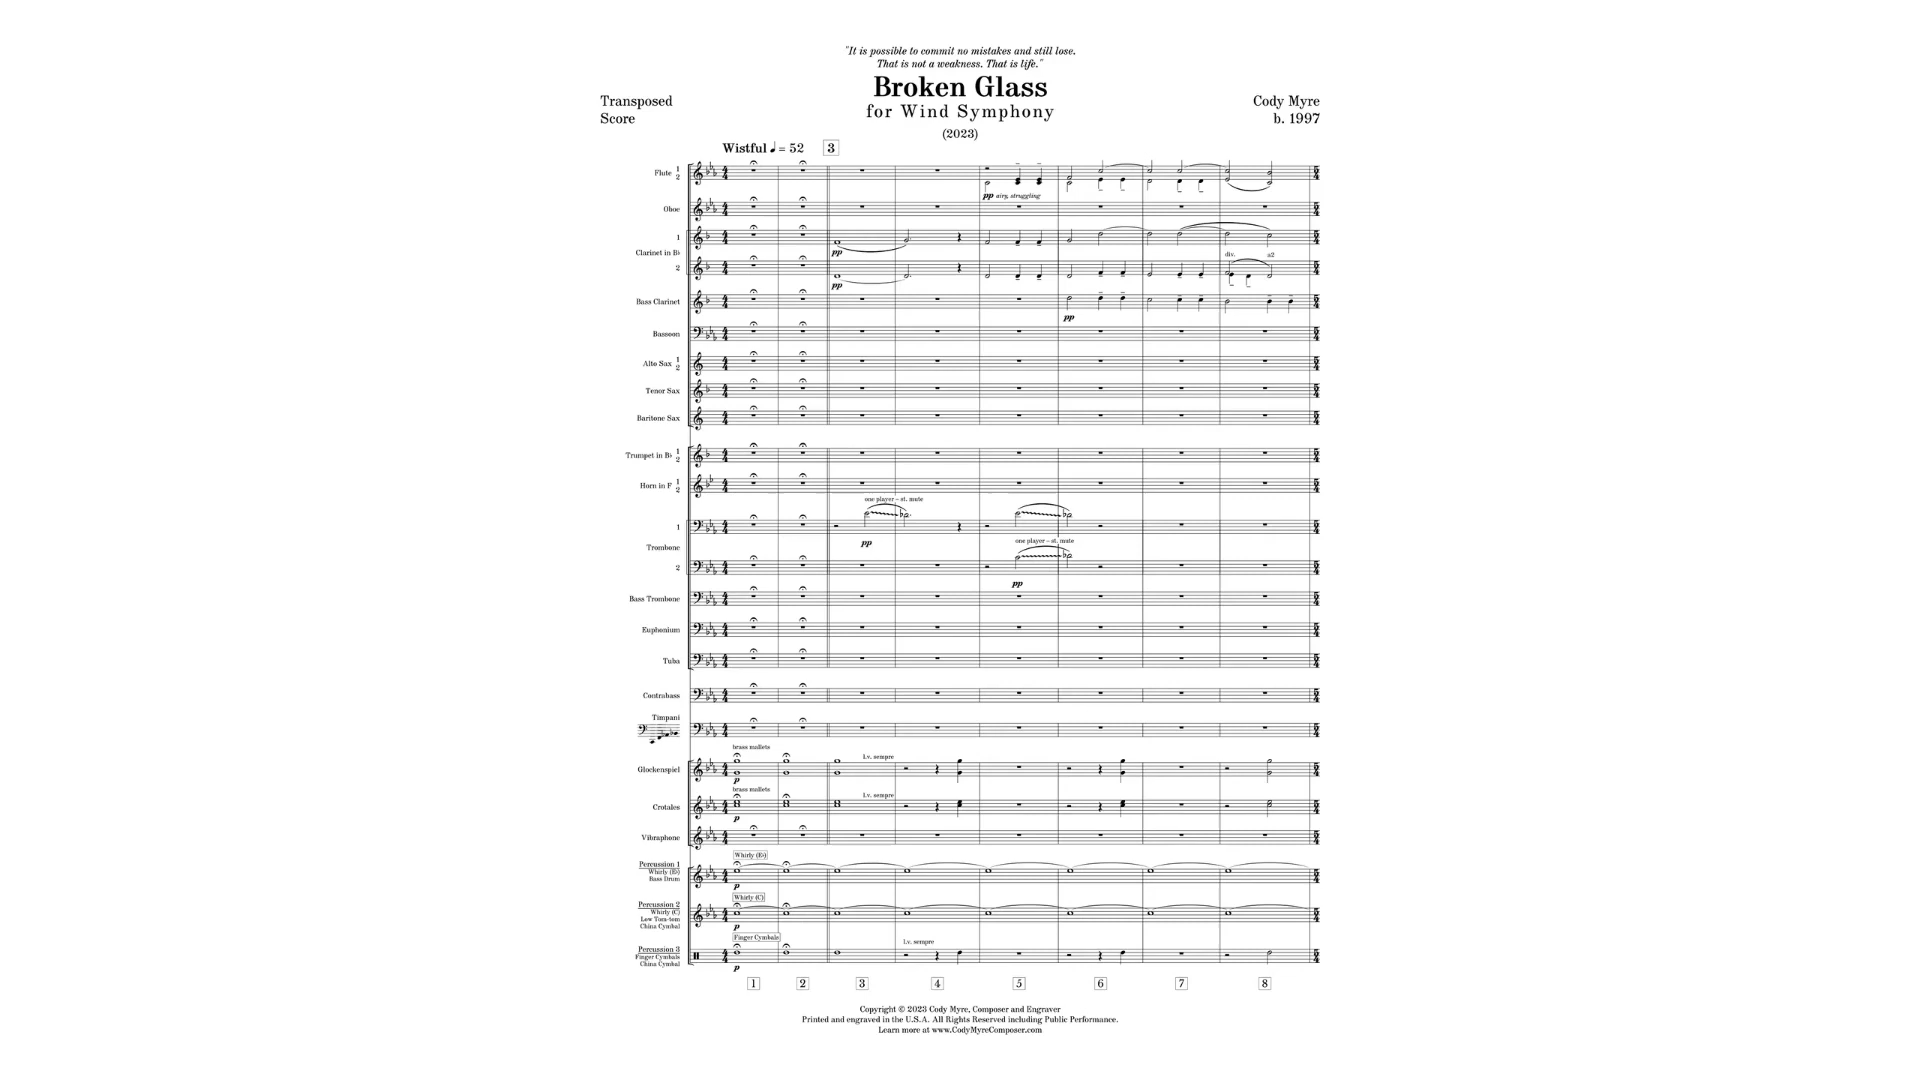 "It is possible to commit no mistakes and still lose.
That is not a weakness. That is life."
Broken Glass
for Wind Symphony
(2023)
Transposed
Score
Cody Myre
b. 1997
Wistful ♩ = 52
3
Flute 1
2
pp airy, struggling
Oboe
1
Clarinet in B♭
2
pp
div.
a2
pp
Bass Clarinet
pp
Bassoon
Alto Sax 1
2
Tenor Sax
Baritone Sax
Trumpet in B♭ 1
2
Horn in F 1
2
one player – st. mute
1
pp
Trombone
one player – st. mute
2
pp
Bass Trombone
Euphonium
Tuba
Contrabass
Timpani
brass mallets
l.v. sempre
Glockenspiel
p
brass mallets
l.v. sempre
Crotales
p
Vibraphone
Whirly (E♭)
Percussion 1
Whirly (E♭)
Bass Drum
p
Whirly (C)
Percussion 2
Whirly (C)
Low Tom-tom
China Cymbal
p
Finger Cymbals
l.v. sempre
Percussion 3
Finger Cymbals
China Cymbal
p
1 2 3 4 5 6 7 8
Copyright © 2023 Cody Myre, Composer and Engraver
Printed and engraved in the U.S.A. All Rights Reserved including Public Performance.
Learn more at www.CodyMyreComposer.com